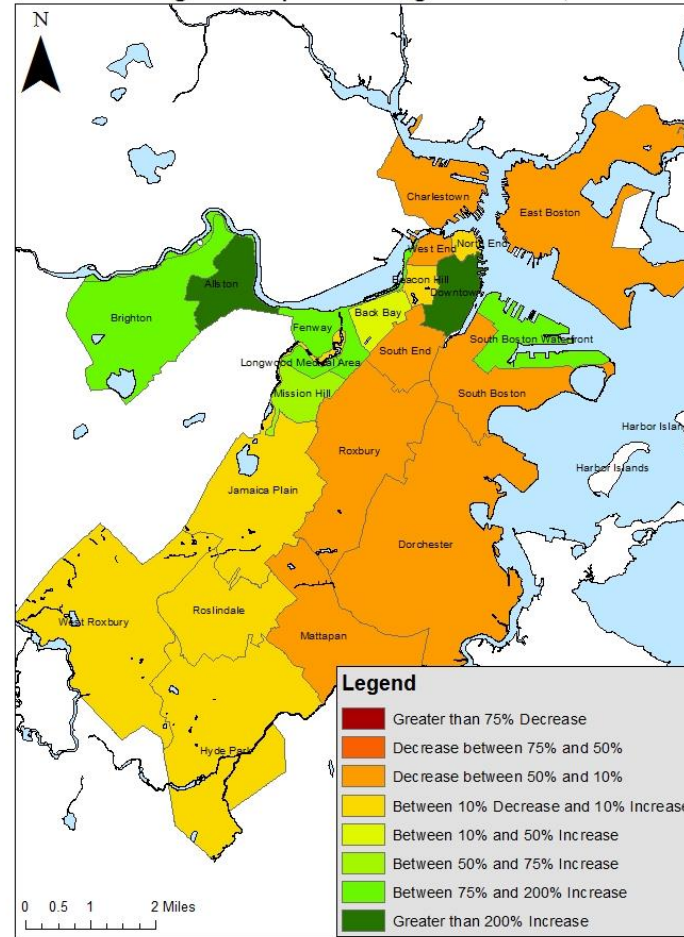 N
Charlestown
East Boston
West End
North End
Beacon Hill
Downtown
Allston
Brighton
Back Bay
Fenway
South Boston Waterfront
Longwood Medical Area
South End
Mission Hill
South Boston
Harbor Island
Roxbury
Harbor Islands
Jamaica Plain
Dorchester
Roslindale
West Roxbury
Mattapan
Hyde Park
Legend
Greater than 75% Decrease
Decrease between 75% and 50%
Decrease between 50% and 10%
Between 10% Decrease and 10% Increase
Between 10% and 50% Increase
Between 50% and 75% Increase
Between 75% and 200% Increase
Greater than 200% Increase
0 0.5 1 2 Miles